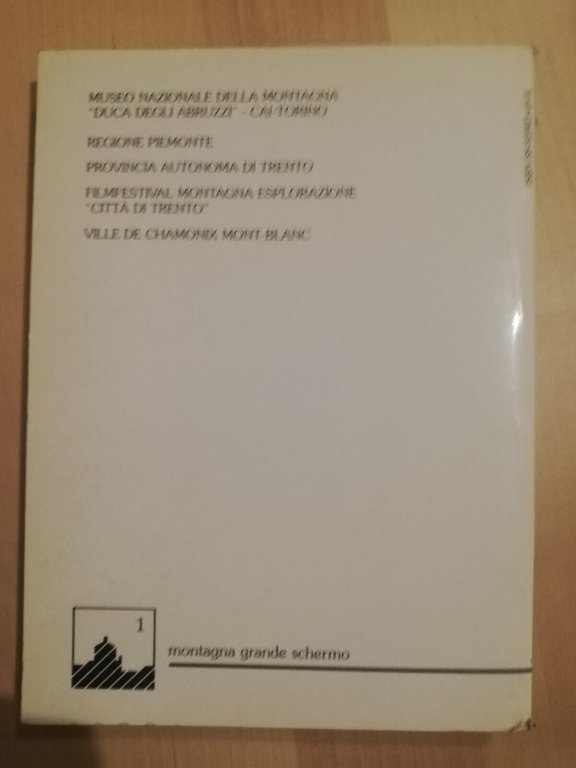 MUSEO NAZIONALE DELLA MONTAGNA
"DUCA DEGLI ABRUZZI" - CAI-TORINO
REGIONE PIEMONTE
PROVINCIA AUTONOMA DI TRENTO
FILMFESTIVAL MONTAGNA ESPLORAZIONE
"CITTÀ DI TRENTO"
VILLE DE CHAMONIX MONT-BLANC
1
montagna grande schermo